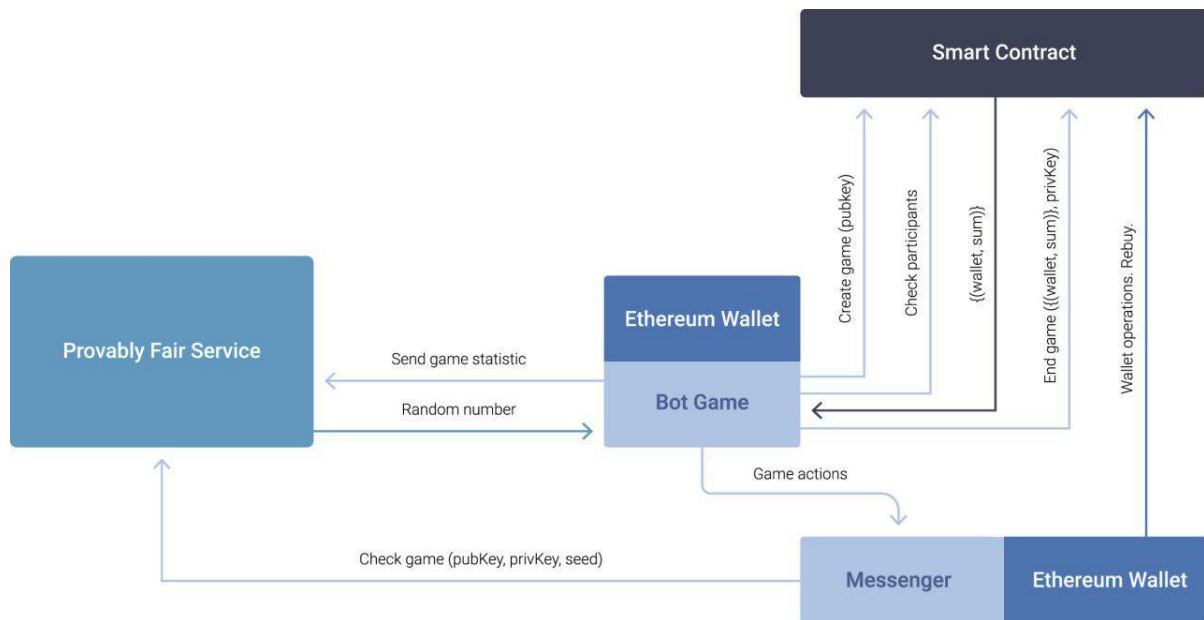 Smart Contract
Create game (pubkey)
Check participants
{(wallet, sum)}
End game ({(wallet, sum)}, privKey)
Wallet operations. Rebuy.
Provably Fair Service
Send game statistic
Random number
Ethereum Wallet
Bot Game
Game actions
Check game (pubKey, privKey, seed)
Messenger
Ethereum Wallet